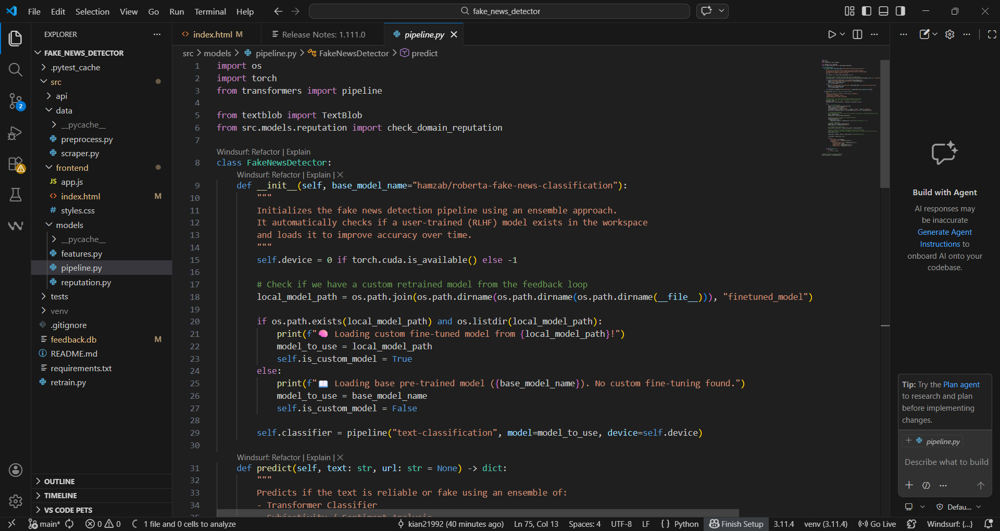 File Edit Selection View Go Run Terminal Help
fake_news_detector
EXPLORER
FAKE_NEWS_DETECTOR
.pytest_cache
src
api
data
__pycache__
preprocess.py
scraper.py
frontend
JS app.js
<> index.html M
# styles.css
models
__pycache__
features.py
pipeline.py
reputation.py
tests
venv
.gitignore
feedback.db M
README.md
requirements.txt
retrain.py
OUTLINE
TIMELINE
VS CODE PETS
2
<> index.html M
Release Notes: 1.111.0
pipeline.py
src > models > pipeline.py > FakeNewsDetector > predict
1 import os
2 import torch
3 from transformers import pipeline
4
5 from textblob import TextBlob
6 from src.models.reputation import check_domain_reputation
7
Windsurf: Refactor | Explain
8 class FakeNewsDetector:
Windsurf: Refactor | Explain | X
9 def __init__(self, base_model_name="hamzab/roberta-fake-news-classification"):
10 """
11 Initializes the fake news detection pipeline using an ensemble approach.
12 It automatically checks if a user-trained (RLHF) model exists in the workspace
13 and loads it to improve accuracy over time.
14 """
15 self.device = 0 if torch.cuda.is_available() else -1
16
17 # Check if we have a custom retrained model from the feedback loop
18 local_model_path = os.path.join(os.path.dirname(os.path.dirname(os.path.dirname(__file__))), "finetuned_model")
19
20 if os.path.exists(local_model_path) and os.listdir(local_model_path):
21 print(f"🧠 Loading custom fine-tuned model from {local_model_path}!")
22 model_to_use = local_model_path
23 self.is_custom_model = True
24 else:
25 print(f"📖 Loading base pre-trained model ({base_model_name}). No custom fine-tuning found.")
26 model_to_use = base_model_name
27 self.is_custom_model = False
28
29 self.classifier = pipeline("text-classification", model=model_to_use, device=self.device)
30
Windsurf: Refactor | Explain | X
31 def predict(self, text: str, url: str = None) -> dict:
32 """
33 Predicts if the text is reliable or fake using an ensemble of:
34 - Transformer Classifier
35 - Subjectivity / Sentiment Analysis
Build with Agent
AI responses may
be inaccurate
Generate Agent
Instructions to
onboard AI onto your
codebase.
Tip: Try the Plan agent
to research and plan
before implementing
changes.
+ pipeline.py
Describe what to build
Defau...
main* 0 0 1 file and 0 cells to analyze kian21992 (40 minutes ago) Ln 75, Col 13 Spaces: 4 UTF-8 LF {} Python Finish Setup 3.11.4 venv (3.11.4) Go Live Windsurf: {...}